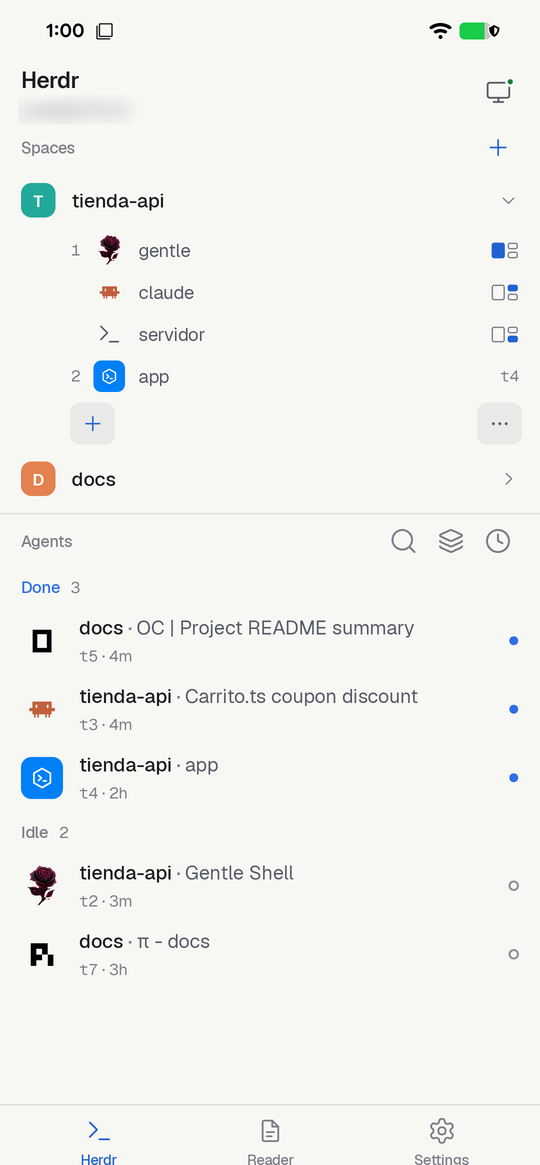 1:00
Herdr
Spaces
T tienda-api
1 gentle
claude
servidor
2 app t4
D docs
Agents
Done 3
docs · OC | Project README summary
t5 · 4m
tienda-api · Carrito.ts coupon discount
t3 · 4m
tienda-api · app
t4 · 2h
Idle 2
tienda-api · Gentle Shell
t2 · 3m
docs · π - docs
t7 · 3h
Herdr Reader Settings